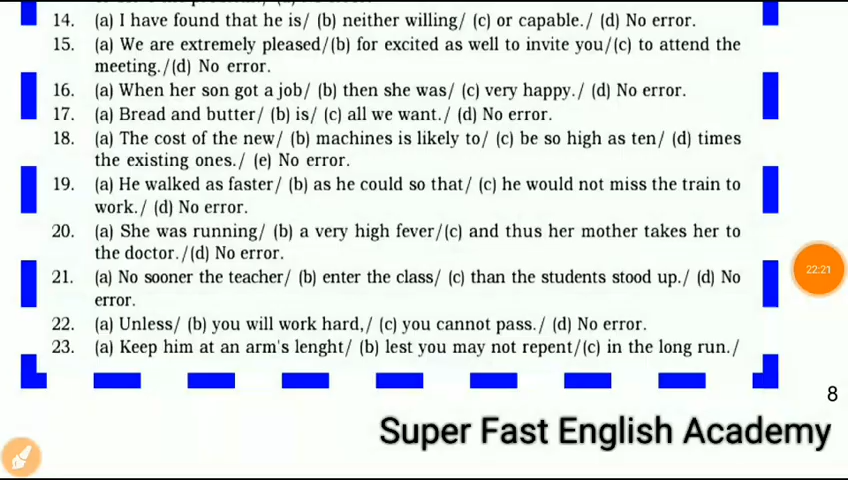 14. (a) I have found that he is/ (b) neither willing/ (c) or capable./ (d) No error.
15. (a) We are extremely pleased/(b) for excited as well to invite you/(c) to attend the
meeting./(d) No error.
16. (a) When her son got a job/ (b) then she was/ (c) very happy./ (d) No error.
17. (a) Bread and butter/ (b) is/ (c) all we want./ (d) No error.
18. (a) The cost of the new/ (b) machines is likely to/ (c) be so high as ten/ (d) times
the existing ones./ (e) No error.
19. (a) He walked as faster/ (b) as he could so that/ (c) he would not miss the train to
work./ (d) No error.
20. (a) She was running/ (b) a very high fever/(c) and thus her mother takes her to
the doctor./(d) No error.
21. (a) No sooner the teacher/ (b) enter the class/ (c) than the students stood up./ (d) No
error.
22. (a) Unless/ (b) you will work hard,/ (c) you cannot pass./ (d) No error.
23. (a) Keep him at an arm's lenght/ (b) lest you may not repent/(c) in the long run./
22:21
8
Super Fast English Academy